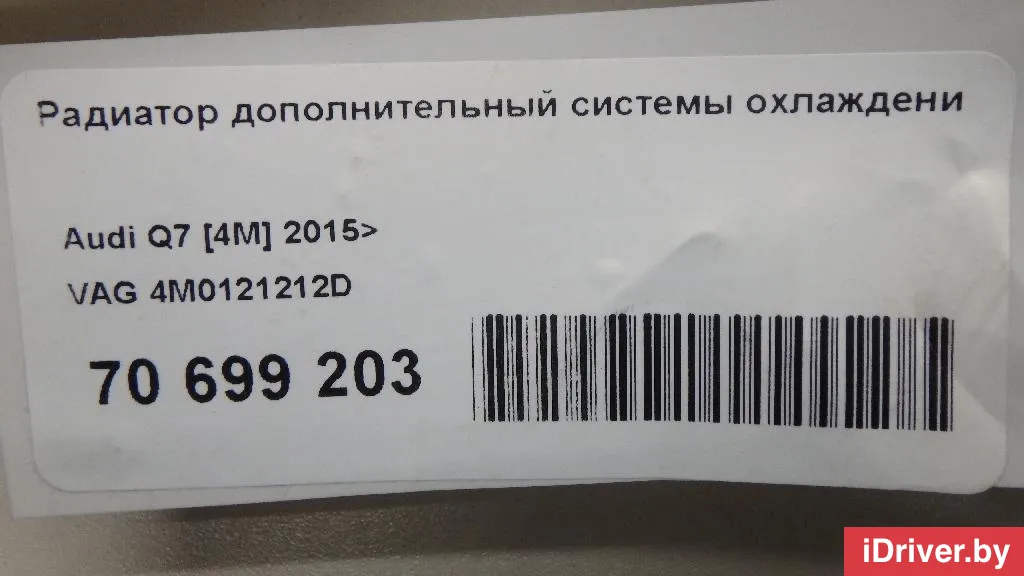 Радиатор дополнительный системы охлаждени
Audi Q7 [4M] 2015>
VAG 4M0121212D
70 699 203
iDriver.by